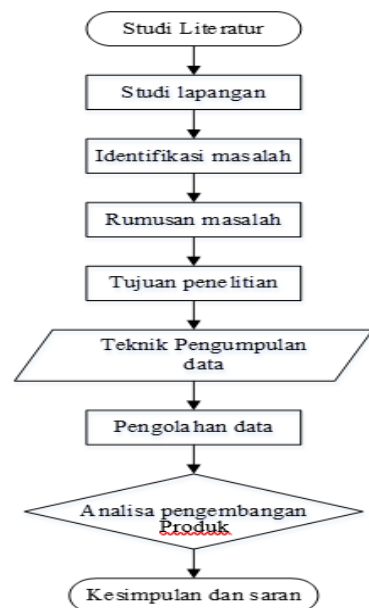 Studi Literatur
Studi lapangan
Identifikasi masalah
Rumusan masalah
Tujuan penelitian
Teknik Pengumpulan
data
Pengolahan data
Analisa pengembangan
Produk
Kesimpulan dan saran